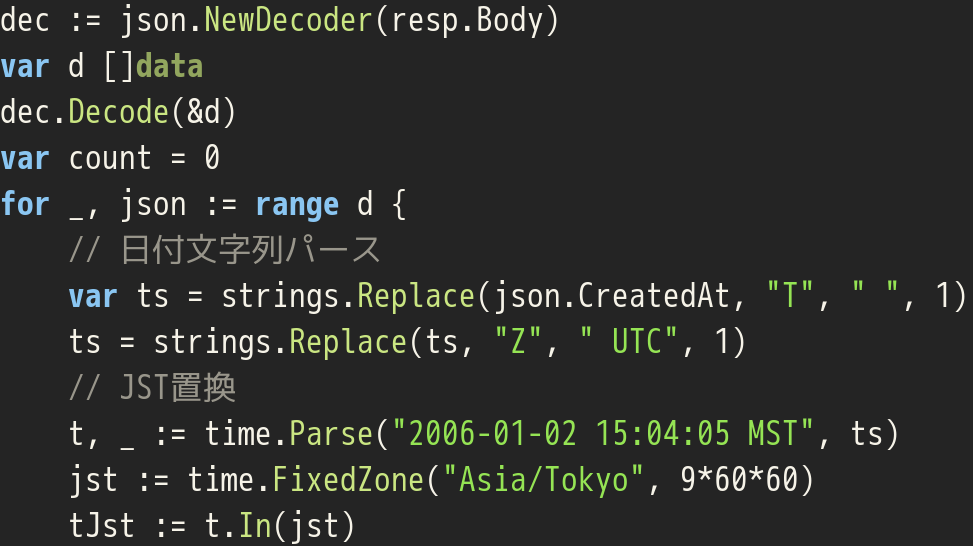 dec := json.NewDecoder(resp.Body)
var d []data
dec.Decode(&d)
var count = 0
for _, json := range d {
    // 日付文字列パース
    var ts = strings.Replace(json.CreatedAt, "T", " ", 1)
    ts = strings.Replace(ts, "Z", " UTC", 1)
    // JST置換
    t, _ := time.Parse("2006-01-02 15:04:05 MST", ts)
    jst := time.FixedZone("Asia/Tokyo", 9*60*60)
    tJst := t.In(jst)